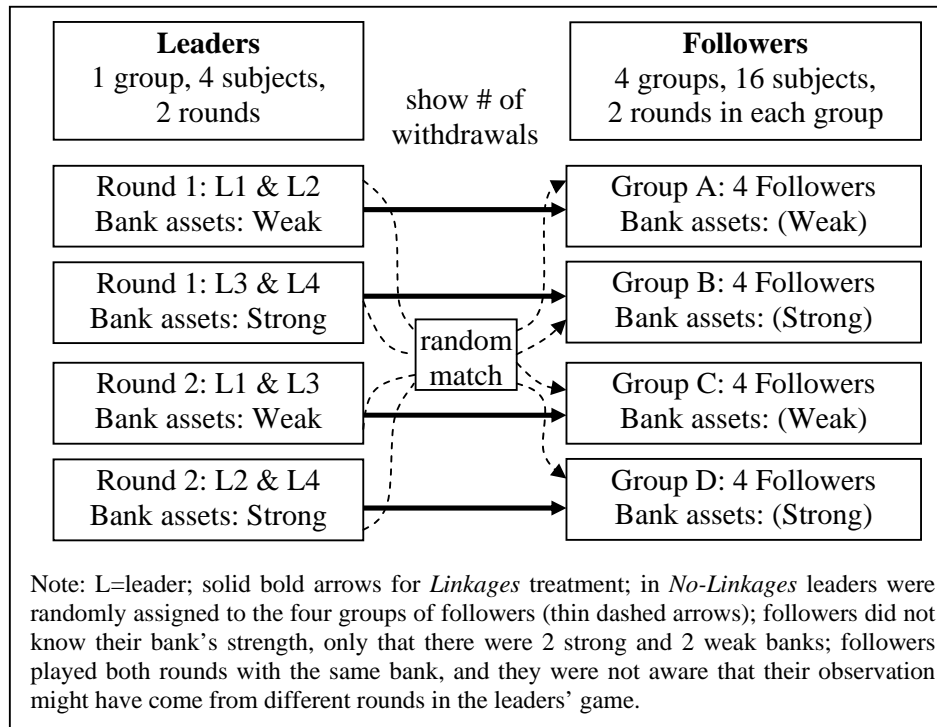 Leaders
1 group, 4 subjects,
2 rounds
show # of
withdrawals
Followers
4 groups, 16 subjects,
2 rounds in each group
Round 1: L1 & L2
Bank assets: Weak
Group A: 4 Followers
Bank assets: (Weak)
Round 1: L3 & L4
Bank assets: Strong
Group B: 4 Followers
Bank assets: (Strong)
random
match
Round 2: L1 & L3
Bank assets: Weak
Group C: 4 Followers
Bank assets: (Weak)
Round 2: L2 & L4
Bank assets: Strong
Group D: 4 Followers
Bank assets: (Strong)
Note: L=leader; solid bold arrows for Linkages treatment; in No-Linkages leaders were
randomly assigned to the four groups of followers (thin dashed arrows); followers did not
know their bank's strength, only that there were 2 strong and 2 weak banks; followers
played both rounds with the same bank, and they were not aware that their observation
might have come from different rounds in the leaders' game.